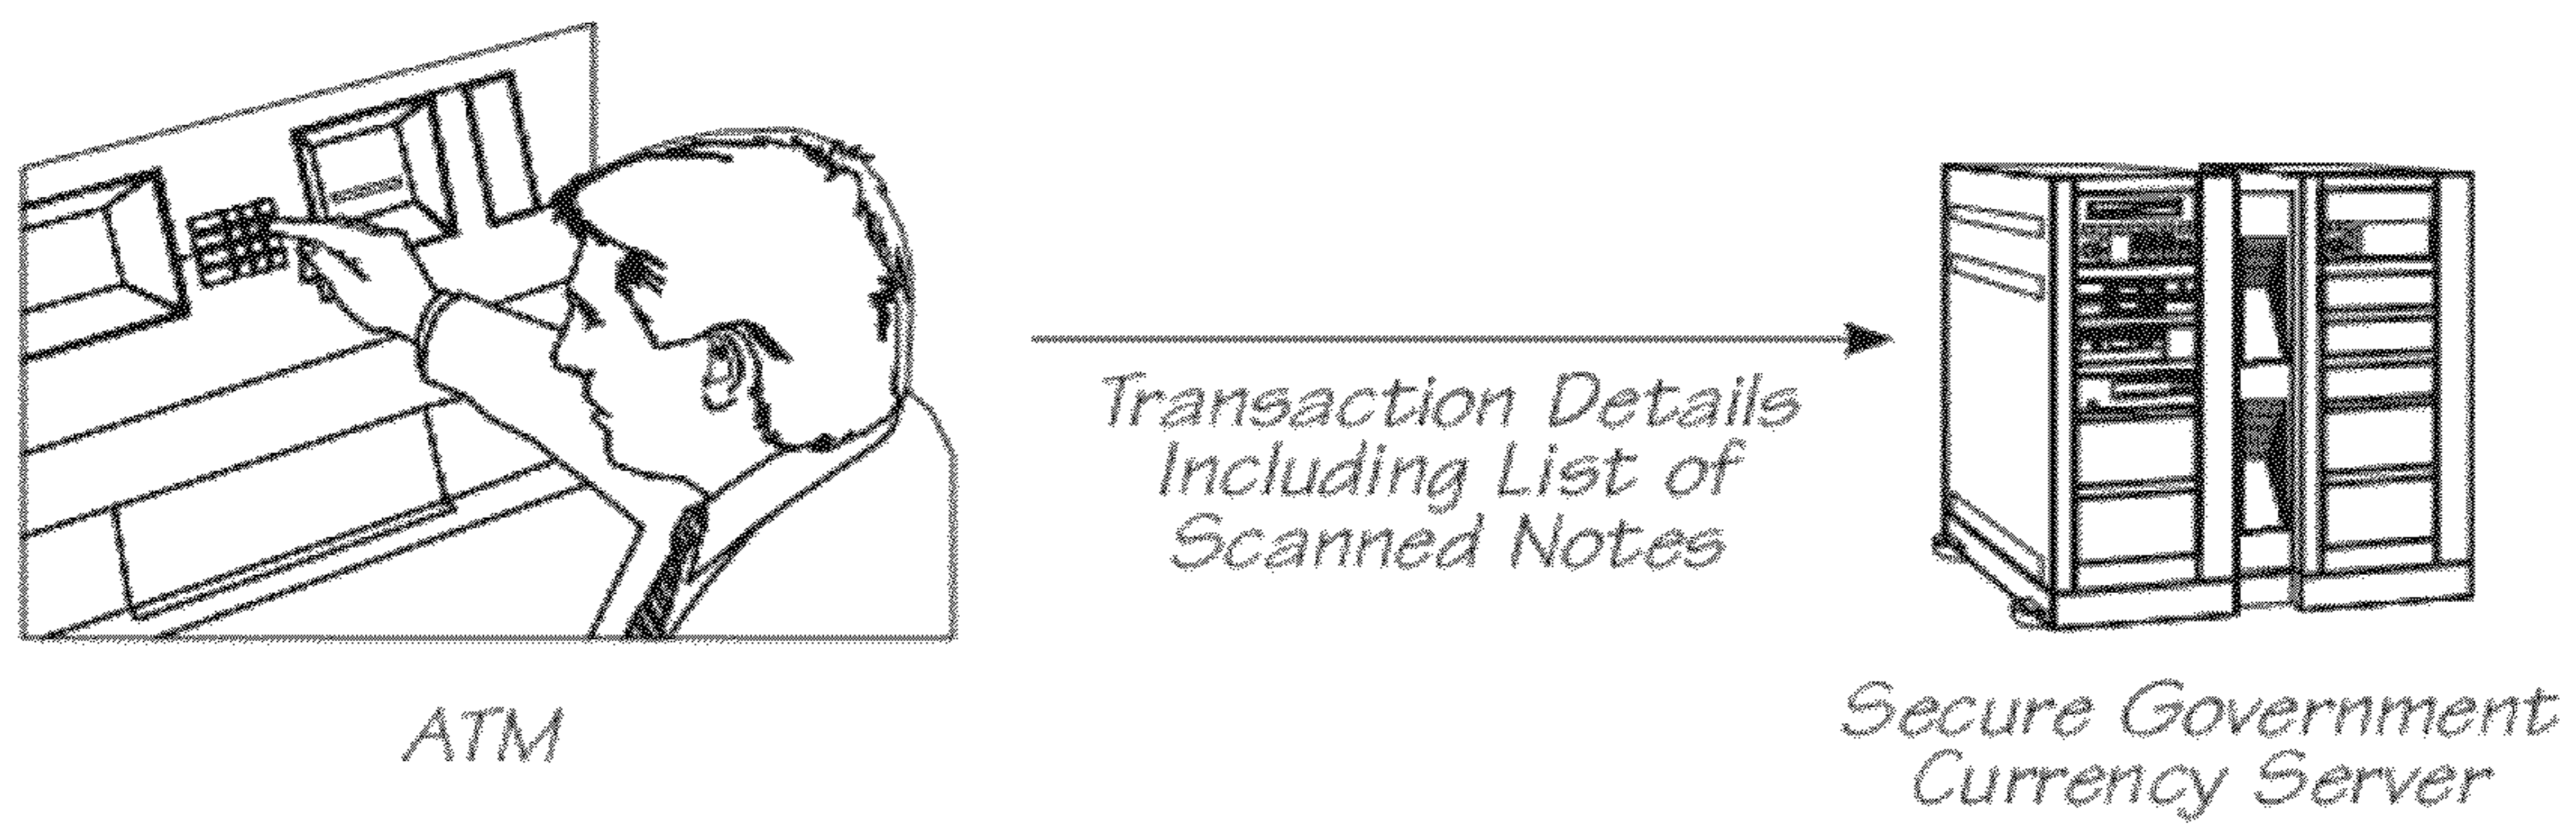 Transaction Details
Including List of
Scanned Notes
ATM
Secure Government
Currency Server